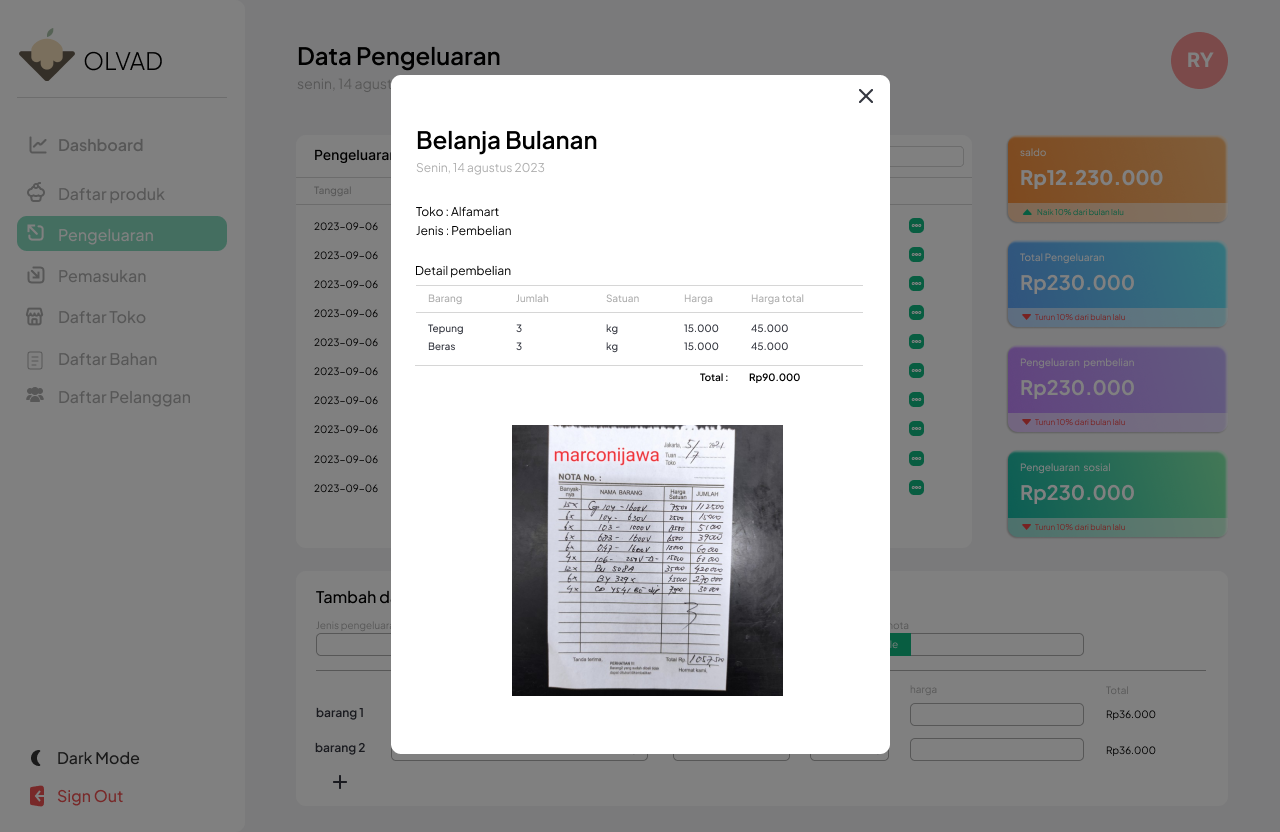 OLVAD
Dashboard
Daftar produk
Pengeluaran
Pemasukan
Daftar Toko
Daftar Bahan
Daftar Pelanggan
Dark Mode
Sign Out
Data Pengeluaran
senin, 14 agust
RY
Pengeluaran
Tanggal
2023-09-06
2023-09-06
2023-09-06
2023-09-06
2023-09-06
2023-09-06
2023-09-06
2023-09-06
2023-09-06
2023-09-06
Belanja Bulanan
Senin, 14 agustus 2023
Toko : Alfamart
Jenis : Pembelian
Detail pembelian
Barang Jumlah Satuan Harga Harga total
Tepung 3 kg 15.000 45.000
Beras 3 kg 15.000 45.000
Total : Rp90.000
Jakarta, 5/7 2021
Tuan
Toko
marconijawa
NOTA No. :
Banyaknya NAMA BARANG Harga Satuan JUMLAH
15x Cap 104 - 1600V 7500 112500
6x 104 - 630V 2500 15000
6x 103 - 1000V 8500 51000
6x 603 - 1600V 6500 39000
6x 047 - 1600V 10000 60000
4x 106 - 250V 15000 60000
12x Bu 508A 35000 420000
6x BY 329x 45000 270000
4x 7500 30000
Tanda terima,
PERHATIAN !!!
Total Rp. 1057,500
Hormat kami,
saldo
Rp12.230.000
Naik 10% dari bulan lalu
Total Pengeluaran
Rp230.000
Turun 10% dari bulan lalu
Pengeluaran pembelian
Rp230.000
Turun 10% dari bulan lalu
Pengeluaran sosial
Rp230.000
Turun 10% dari bulan lalu
Tambah d
Jenis pengeluar
nota
le
harga Total
barang 1 Rp36.000
barang 2 Rp36.000